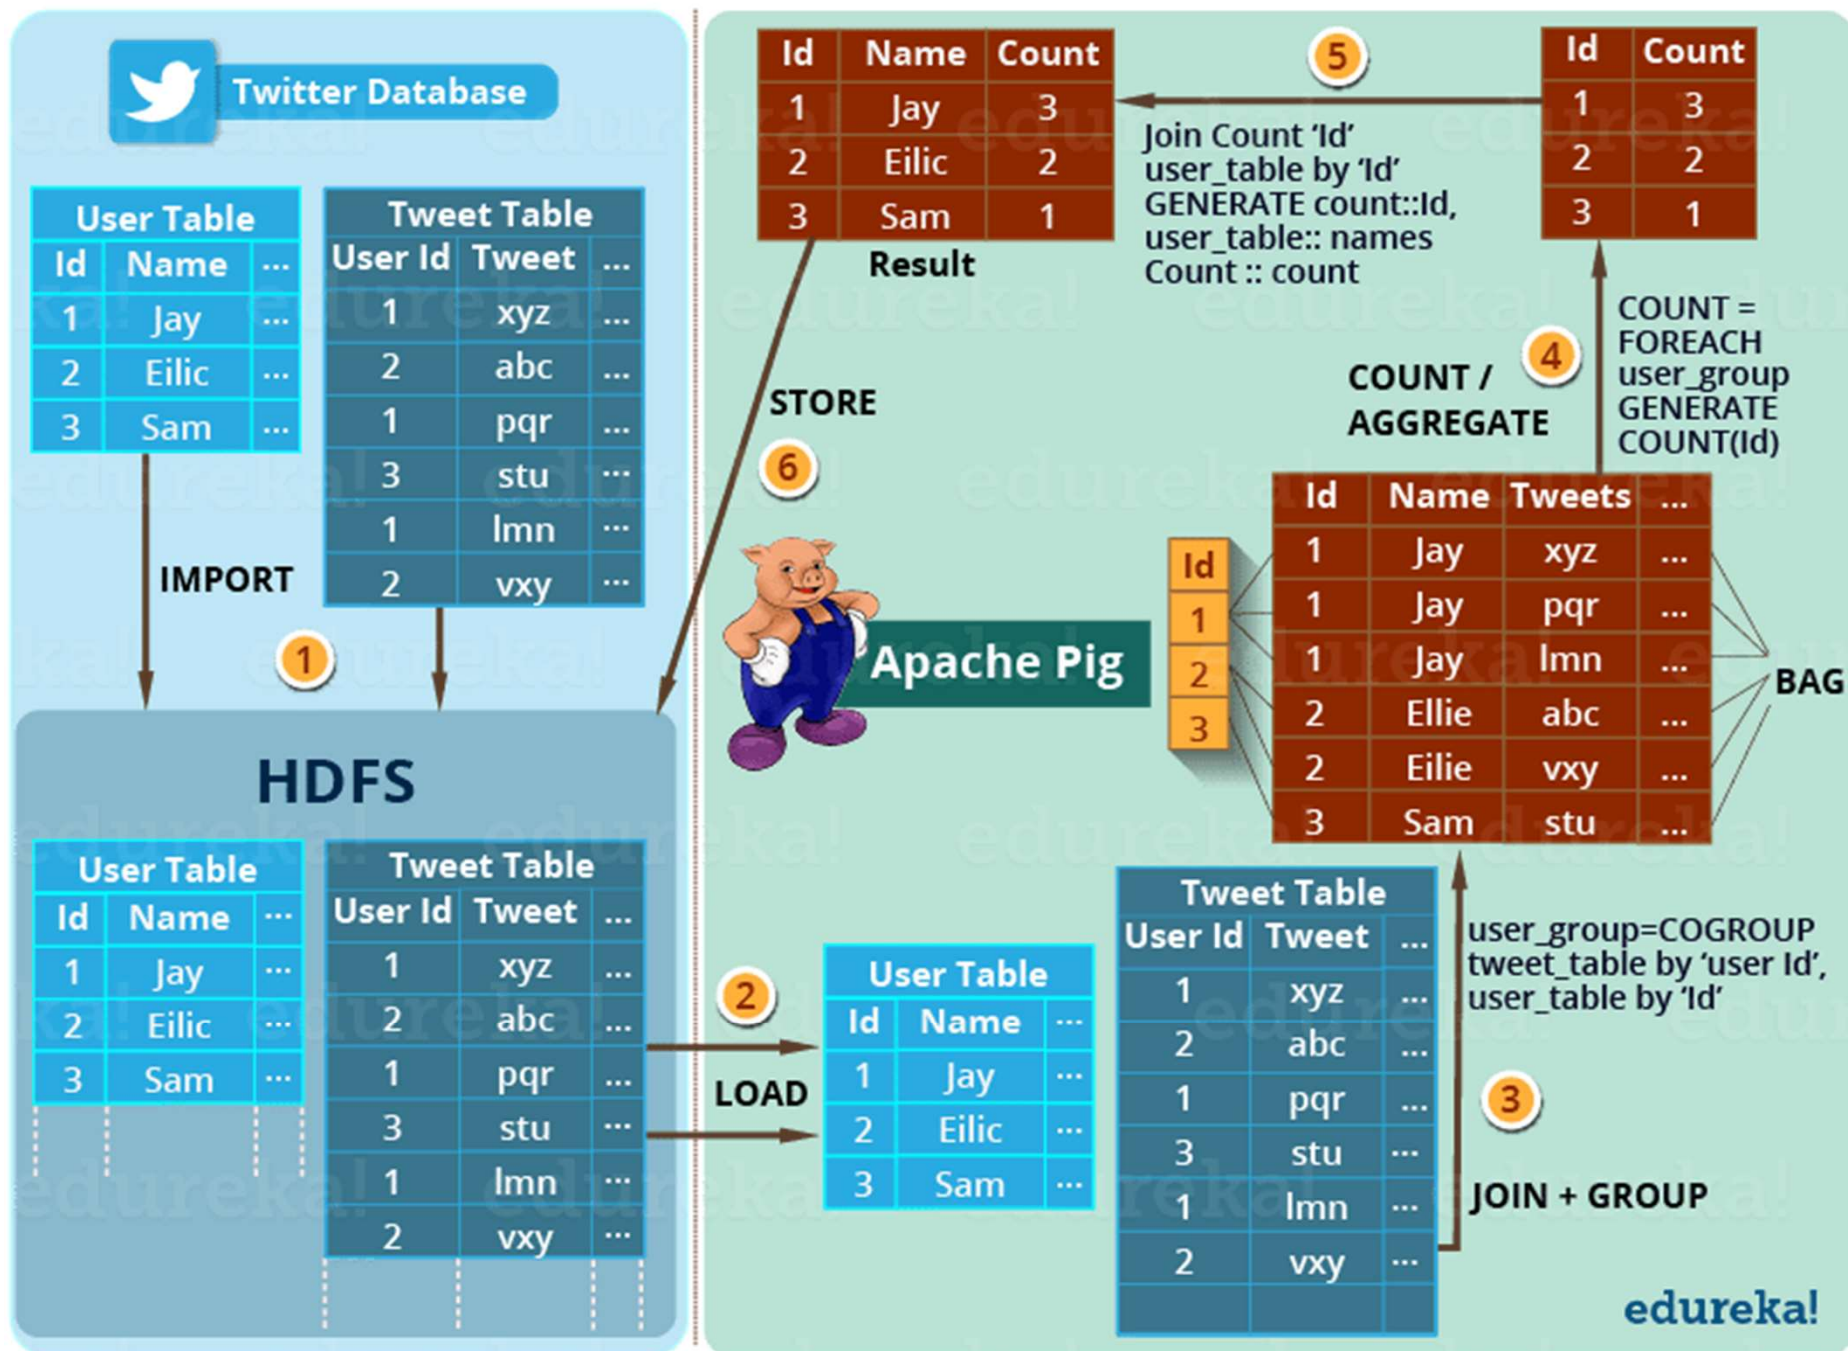 Twitter Database
User Table
Id Name ...
1 Jay ...
2 Eilic ...
3 Sam ...
Tweet Table
User Id Tweet ...
1 xyz ...
2 abc ...
1 pqr ...
3 stu ...
1 lmn ...
2 vxy ...
IMPORT
1
HDFS
User Table
Id Name ...
1 Jay ...
2 Eilic ...
3 Sam ...
Tweet Table
User Id Tweet ...
1 xyz ...
2 abc ...
1 pqr ...
3 stu ...
1 lmn ...
2 vxy ...
2
LOAD
User Table
Id Name ...
1 Jay ...
2 Eilic ...
3 Sam ...
Tweet Table
User Id Tweet ...
1 xyz ...
2 abc ...
1 pqr ...
3 stu ...
1 lmn ...
2 vxy ...
3
JOIN + GROUP
user_group=COGROUP
tweet_table by ‘user Id’,
user_table by ‘Id’
Id
1
2
3
Id Name Tweets ...
1 Jay xyz ...
1 Jay pqr ...
1 Jay lmn ...
2 Ellie abc ...
2 Eilie vxy ...
3 Sam stu ...
BAG
COUNT /
AGGREGATE
4
COUNT =
FOREACH
user_group
GENERATE
COUNT(Id)
Id Count
1 3
2 2
3 1
5
Join Count ‘Id’
user_table by ‘Id’
GENERATE count::Id,
user_table:: names
Count :: count
Id Name Count
1 Jay 3
2 Eilic 2
3 Sam 1
Result
STORE
6
Apache Pig
edureka!